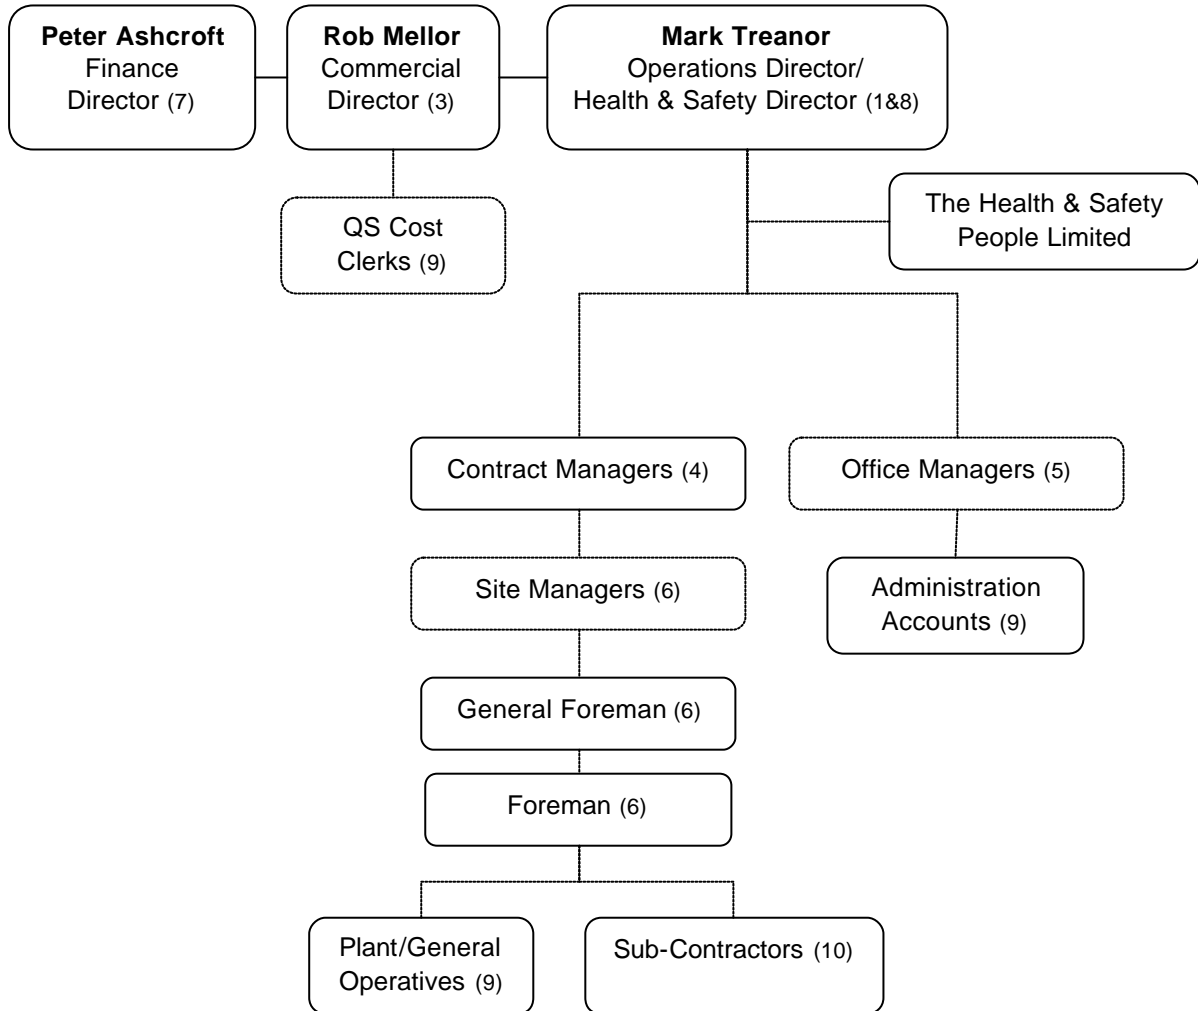 Peter Ashcroft
Finance
Director (7)
Rob Mellor
Commercial
Director (3)
Mark Treanor
Operations Director/
Health & Safety Director (1&8)
QS Cost
Clerks (9)
The Health & Safety
People Limited
Contract Managers (4)
Office Managers (5)
Site Managers (6)
Administration
Accounts (9)
General Foreman (6)
Foreman (6)
Plant/General
Operatives (9)
Sub-Contractors (10)